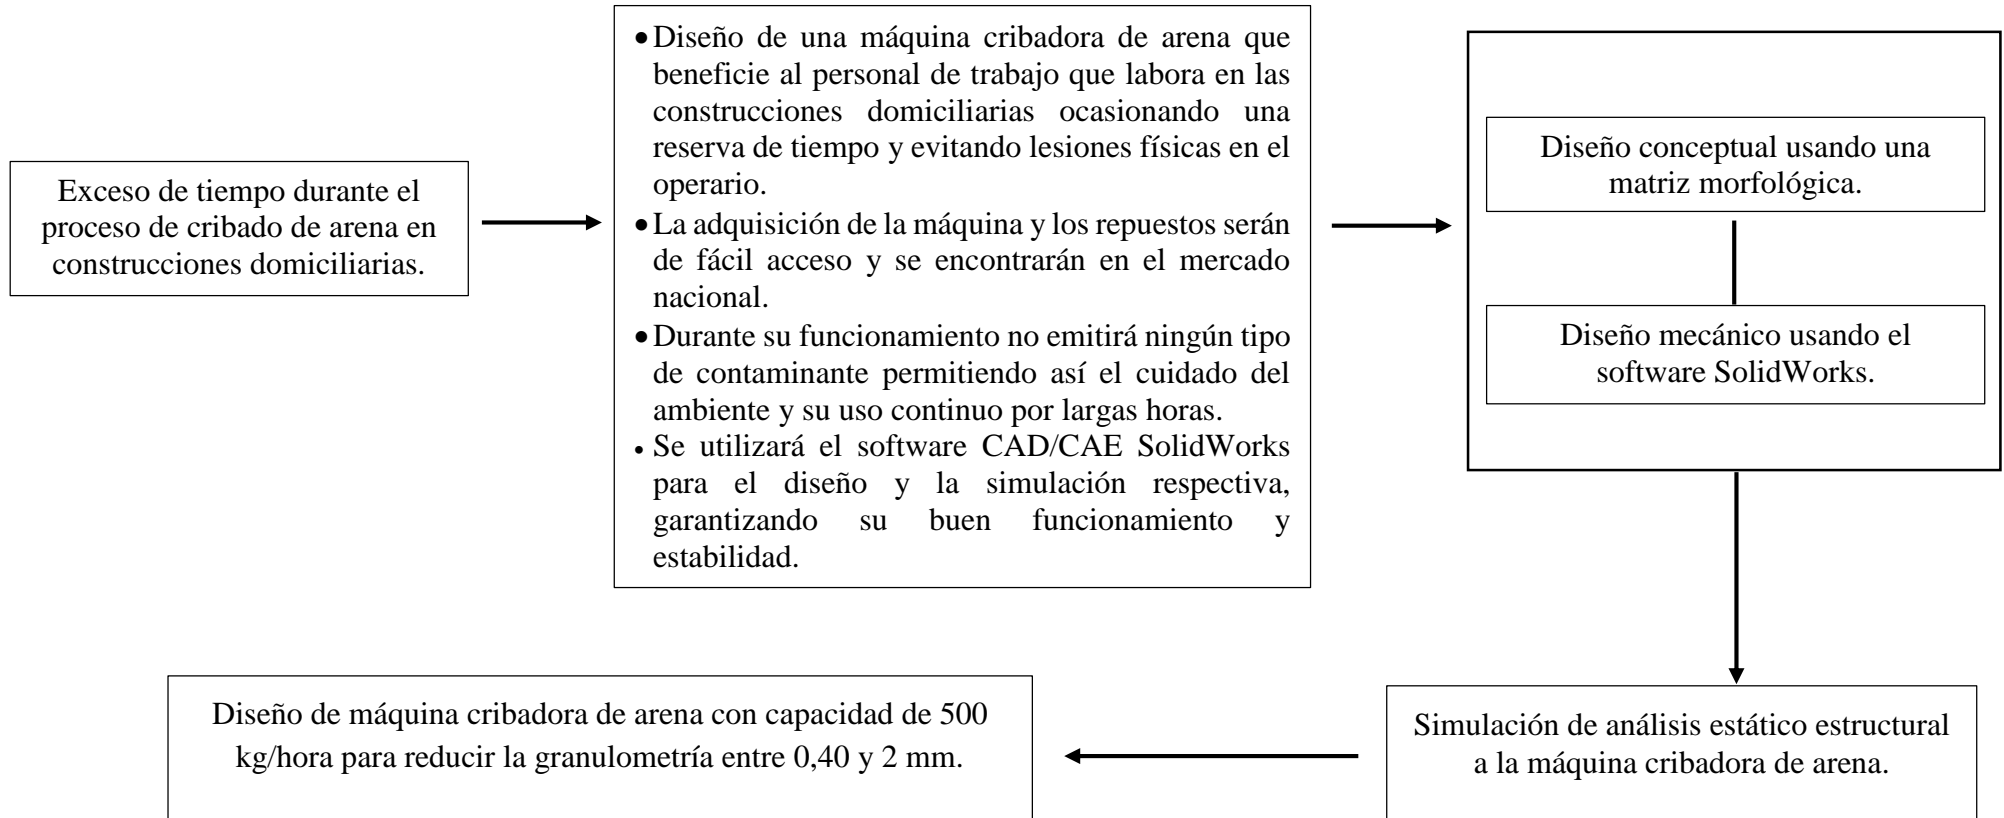 Exceso de tiempo durante el
proceso de cribado de arena en
construcciones domiciliarias.
• Diseño de una máquina cribadora de arena que
beneficie al personal de trabajo que labora en las
construcciones domiciliarias ocasionando una
reserva de tiempo y evitando lesiones físicas en el
operario.
• La adquisición de la máquina y los repuestos serán
de fácil acceso y se encontrarán en el mercado
nacional.
• Durante su funcionamiento no emitirá ningún tipo
de contaminante permitiendo así el cuidado del
ambiente y su uso continuo por largas horas.
• Se utilizará el software CAD/CAE SolidWorks
para el diseño y la simulación respectiva,
garantizando su buen funcionamiento y
estabilidad.
Diseño conceptual usando una
matriz morfológica.
Diseño mecánico usando el
software SolidWorks.
Simulación de análisis estático estructural
a la máquina cribadora de arena.
Diseño de máquina cribadora de arena con capacidad de 500
kg/hora para reducir la granulometría entre 0,40 y 2 mm.